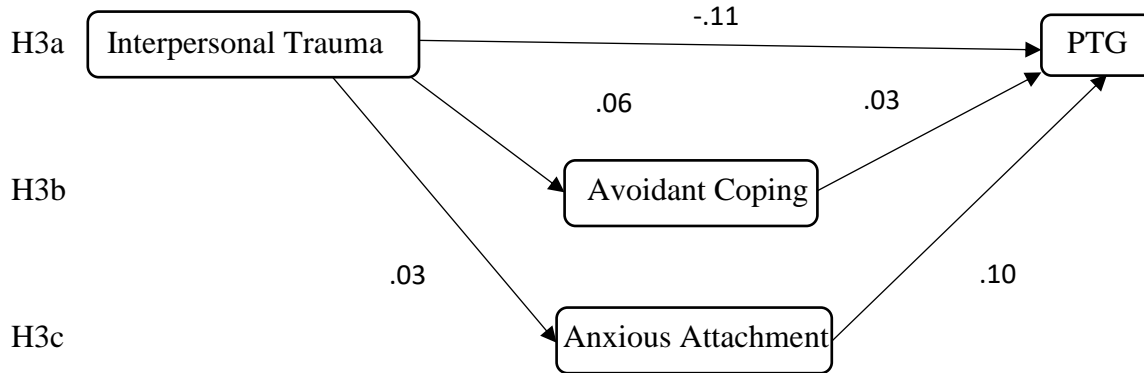 -.11
H3a
Interpersonal Trauma
PTG
.06
.03
H3b
Avoidant Coping
.03
.10
H3c
Anxious Attachment